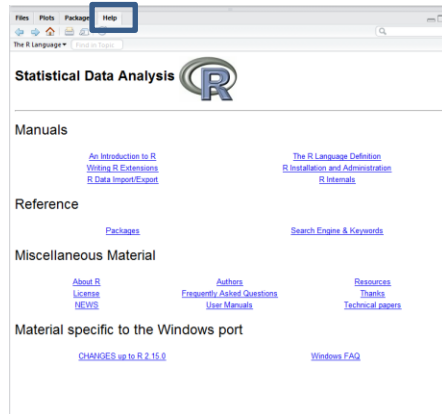 Files Plots Packages Help
The R Language Find in Topic
Statistical Data Analysis R
Manuals
An Introduction to R The R Language Definition
Writing R Extensions R Installation and Administration
R Data Import/Export R Internals
Reference
Packages Search Engine & Keywords
Miscellaneous Material
About R Authors Resources
License Frequently Asked Questions Thanks
NEWS User Manuals Technical papers
Material specific to the Windows port
CHANGES up to R 2.15.0 Windows FAQ